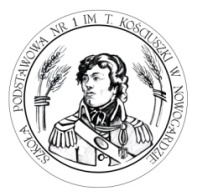 SZKOŁA PODSTAWOWA NR 1 IM T. KOŚCIUSZKI W NOWOGARDZIE